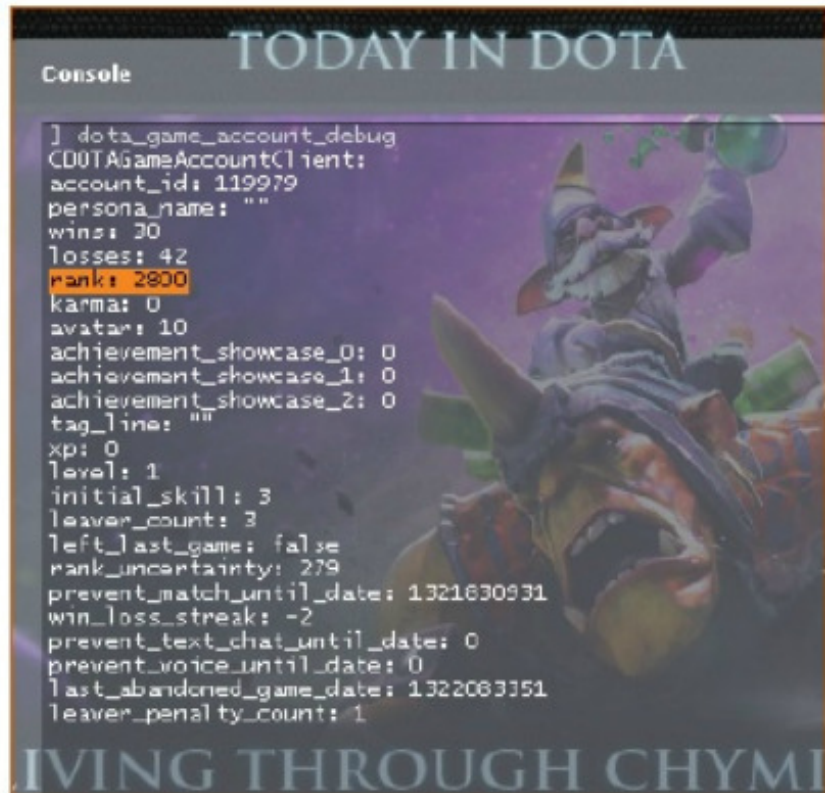 TODAY IN DOTA
Console
] dota_game_account_debug
CDOTAGameAccountClient:
account_id: 119979
persona_name: ""
wins: 30
losses: 42
rank: 2800
karma: 0
avatar: 10
achievement_showcase_0: 0
achievement_showcase_1: 0
achievement_showcase_2: 0
tag_line: ""
xp: 0
level: 1
initial_skill: 3
leaver_count: 3
left_last_game: false
rank_uncertainty: 279
prevent_match_until_date: 1321830931
win_loss_streak: -2
prevent_text_chat_until_date: 0
prevent_voice_until_date: 0
last_abandoned_game_date: 1322083351
leaver_penalty_count: 1
IVING THROUGH CHYMI